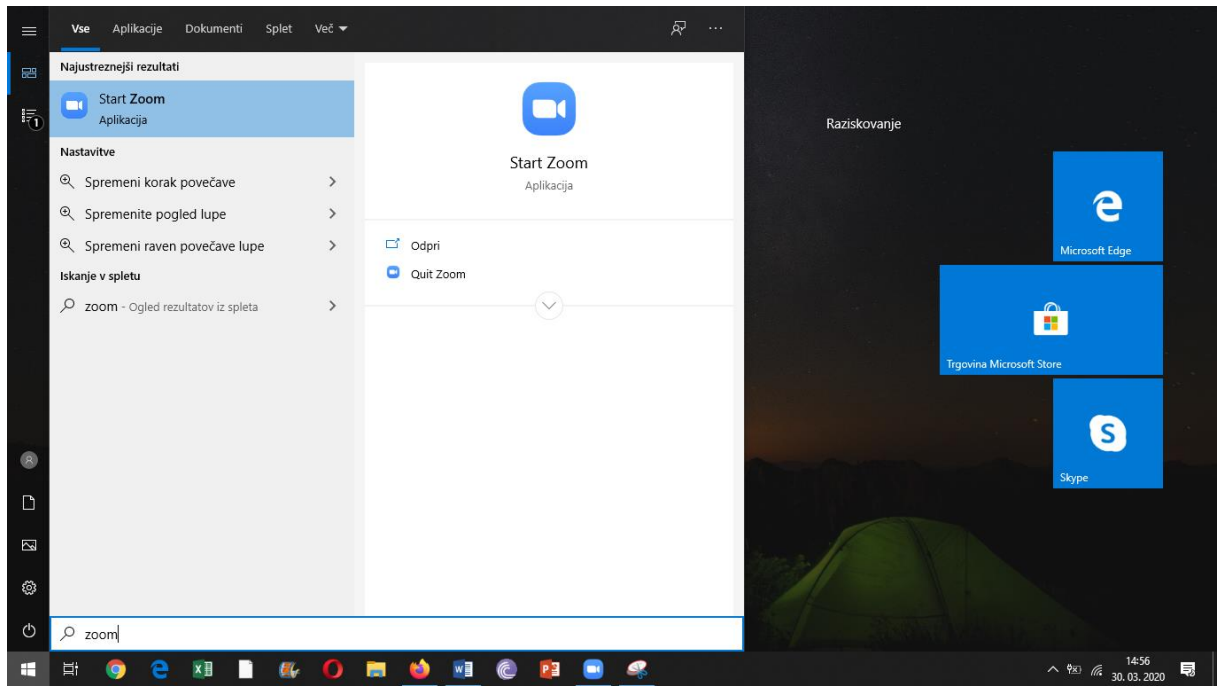 Vse Aplikacije Dokumenti Splet Več
Najustreznejši rezultati
Start Zoom
Aplikacija
Nastavitve
Spremeni korak povečave
Spremenite pogled lupe
Spremeni raven povečave lupe
Iskanje v spletu
zoom - Ogled rezultatov iz spleta
Start Zoom
Aplikacija
Odpri
Quit Zoom
Raziskovanje
Microsoft Edge
Trgovina Microsoft Store
Skype
1
zoom
14:56
30. 03. 2020